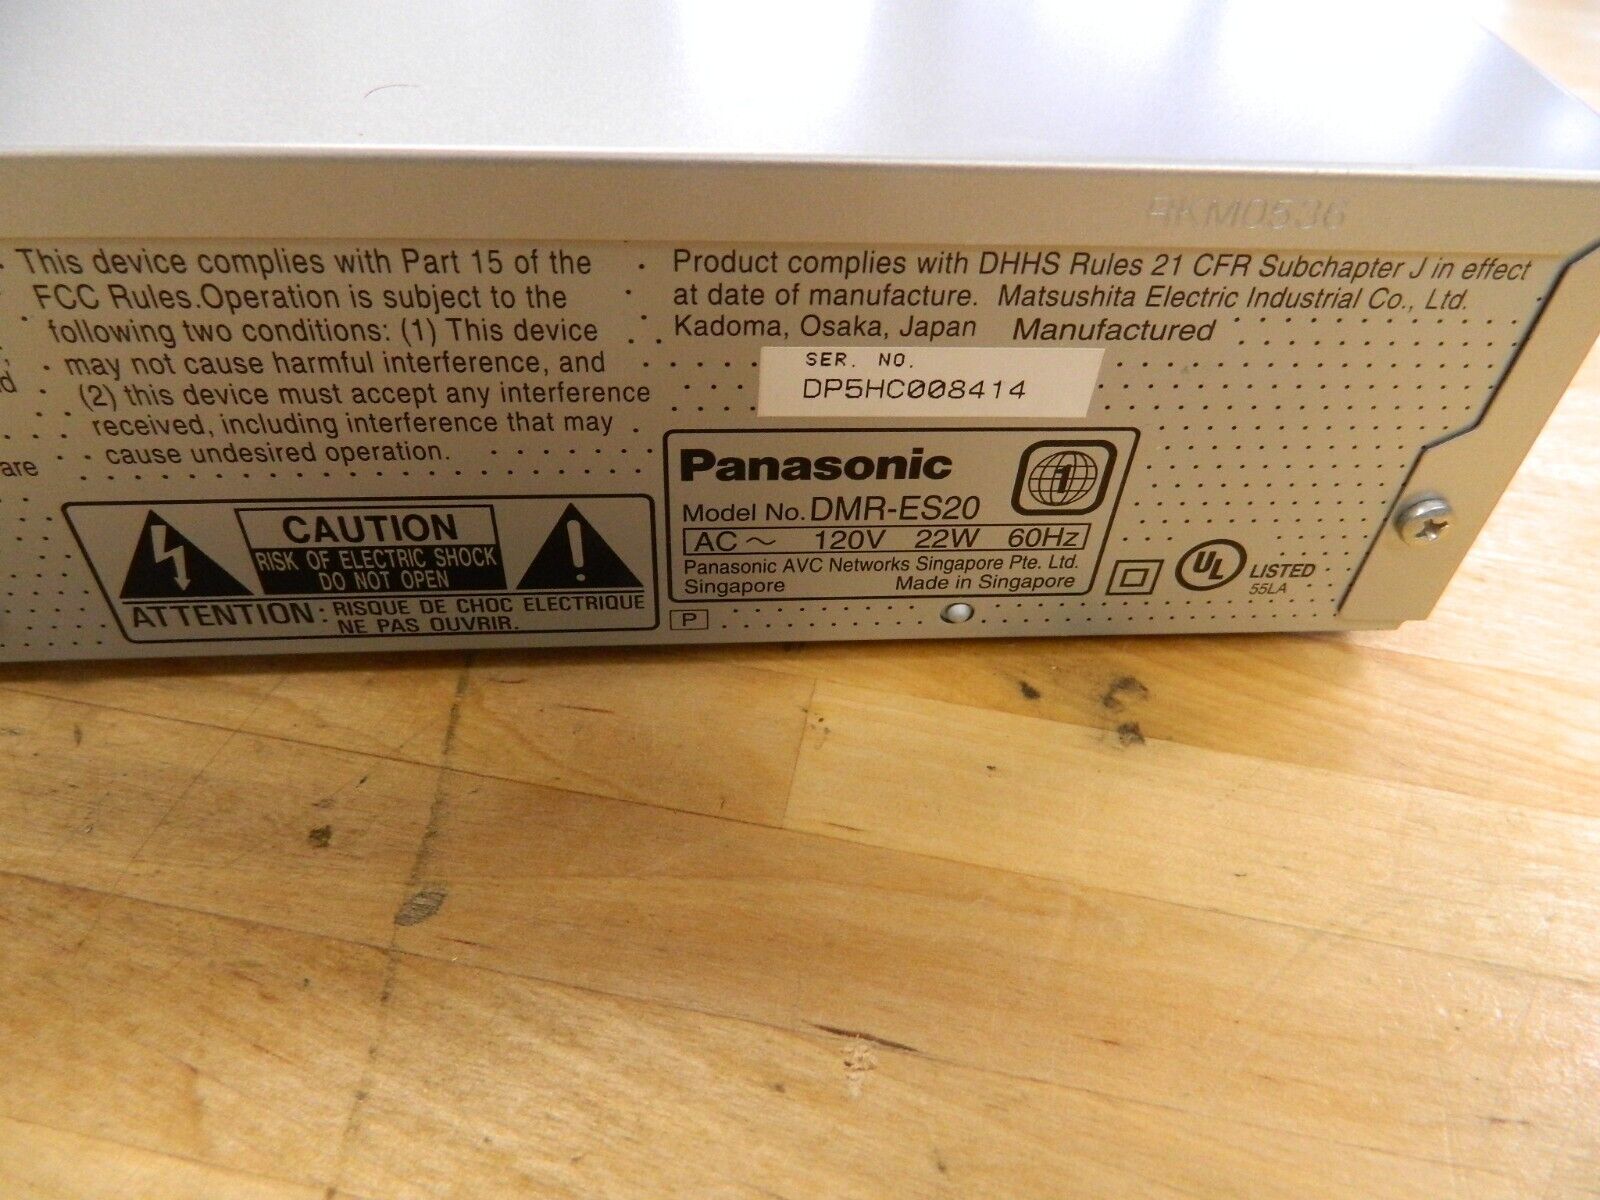 This device complies with Part 15 of the
FCC Rules.Operation is subject to the
following two conditions: (1) This device
may not cause harmful interference, and
(2) this device must accept any interference
received, including interference that may
cause undesired operation.
are
CAUTION
RISK OF ELECTRIC SHOCK
DO NOT OPEN
ATTENTION: RISQUE DE CHOC ELECTRIQUE
NE PAS OUVRIR.
Product complies with DHHS Rules 21 CFR Subchapter J in effect
at date of manufacture. Matsushita Electric Industrial Co., Ltd.
Kadoma, Osaka, Japan Manufactured
SER. NO.
DP5HC008414
Panasonic
1
Model No. DMR-ES20
AC ~ 120V 22W 60Hz
Panasonic AVC Networks Singapore Pte. Ltd.
Singapore Made in Singapore
P
UL LISTED
55LA